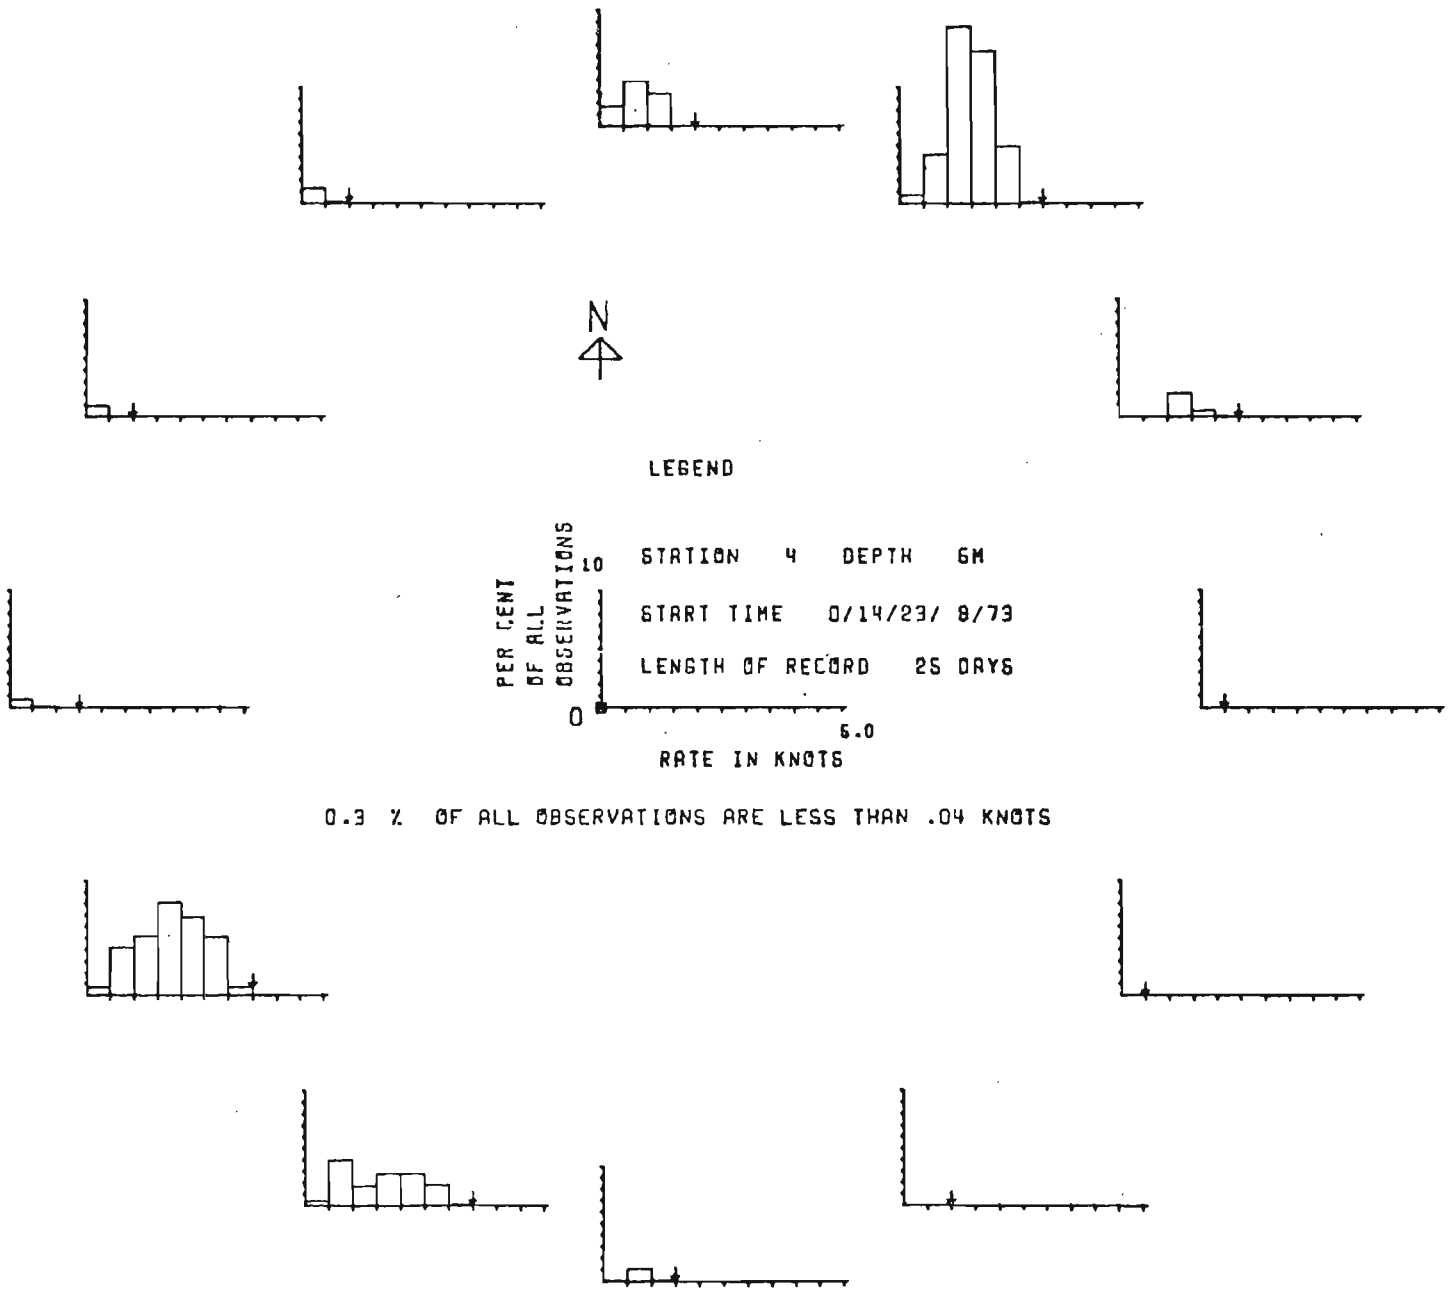 N
LEGEND
PER CENT
OF ALL
OBSERVATIONS
10
STATION 4 DEPTH 6M
START TIME 0/14/23/ 8/73
LENGTH OF RECORD 25 DAYS
0
5.0
RATE IN KNOTS
0.3 % OF ALL OBSERVATIONS ARE LESS THAN .04 KNOTS